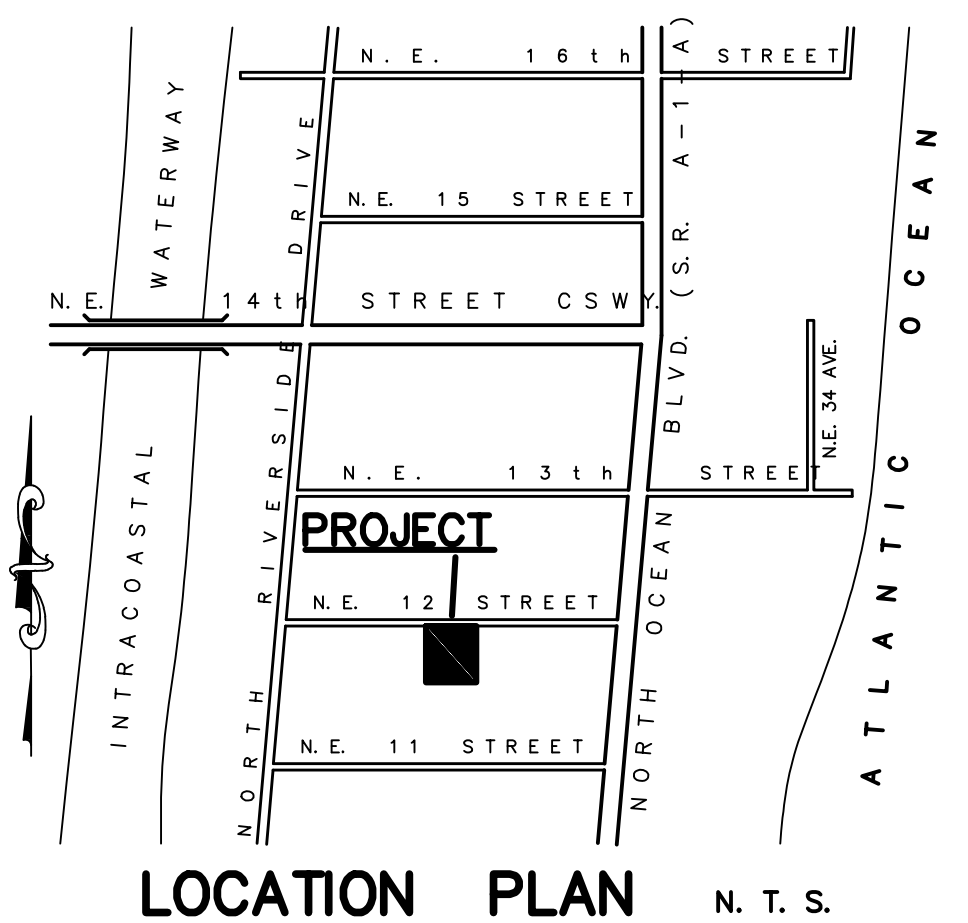 N. E. 16th STREET
N. E. 15 STREET
N. E. 14th STREET CSWY.
N. E. 13th STREET
N.E. 34 AVE.
PROJECT
N. E. 12 STREET
N. E. 11 STREET
INTRACOASTAL WATERWAY
NORTH RIVERSIDE DRIVE
NORTH OCEAN BLVD. (S.R. A-1-A)
ATLANTIC OCEAN
LOCATION PLAN N. T. S.